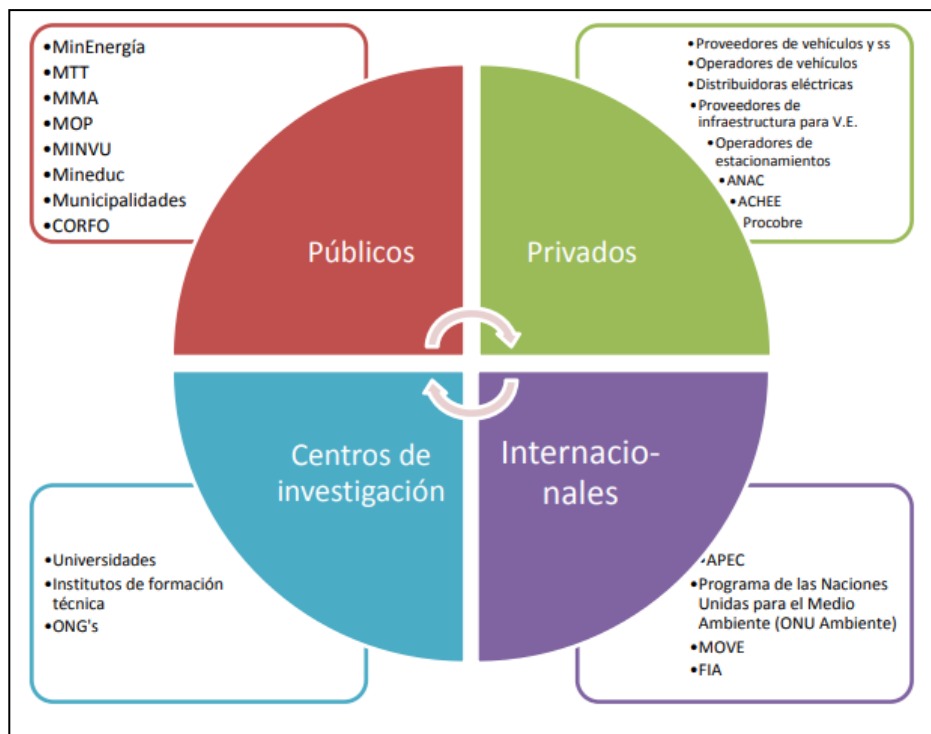 •MinEnergía
•MTT
•MMA
•MOP
•MINVU
•Mineduc
•Municipalidades
•CORFO
•Proveedores de vehículos y ss
•Operadores de vehículos
•Distribuidoras eléctricas
•Proveedores de
infraestructura para V.E.
•Operadores de
estacionamientos
•ANAC
•ACHEE
Procobre
Públicos
Privados
Centros de
investigación
Internacio-
nales
•Universidades
•Institutos de formación
técnica
•ONG's
•APEC
•Programa de las Naciones
Unidas para el Medio
Ambiente (ONU Ambiente)
•MOVE
•FIA